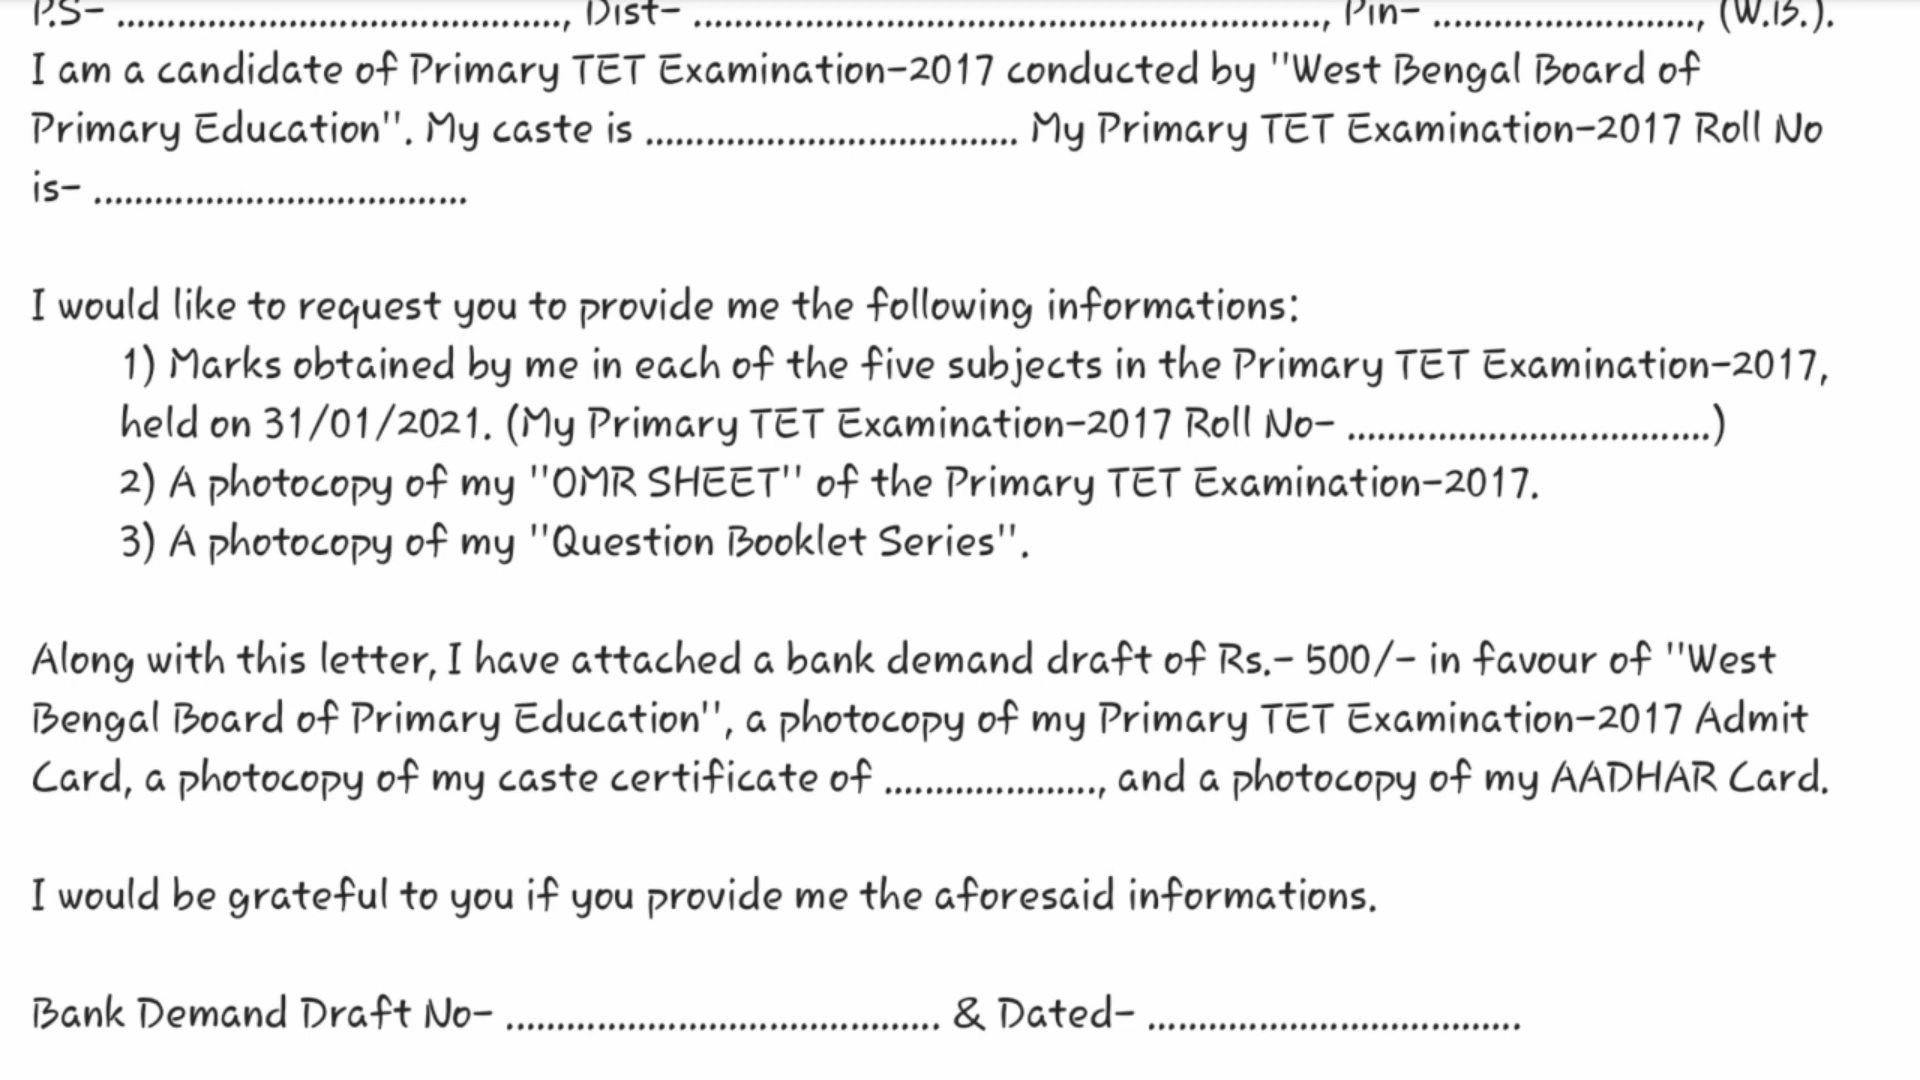 P.S- ............................................, Dist- ..............................................................., Pin- .........................., (W.B.).
I am a candidate of Primary TET Examination-2017 conducted by "West Bengal Board of
Primary Education". My caste is ..................................... My Primary TET Examination-2017 Roll No
is- .....................................
I would like to request you to provide me the following informations:
1) Marks obtained by me in each of the five subjects in the Primary TET Examination-2017,
held on 31/01/2021. (My Primary TET Examination-2017 Roll No- ....................................)
2) A photocopy of my "OMR SHEET" of the Primary TET Examination-2017.
3) A photocopy of my "Question Booklet Series".
Along with this letter, I have attached a bank demand draft of Rs.- 500/- in favour of "West
Bengal Board of Primary Education", a photocopy of my Primary TET Examination-2017 Admit
Card, a photocopy of my caste certificate of ....................., and a photocopy of my AADHAR Card.
I would be grateful to you if you provide me the aforesaid informations.
Bank Demand Draft No- ........................................... & Dated- .....................................